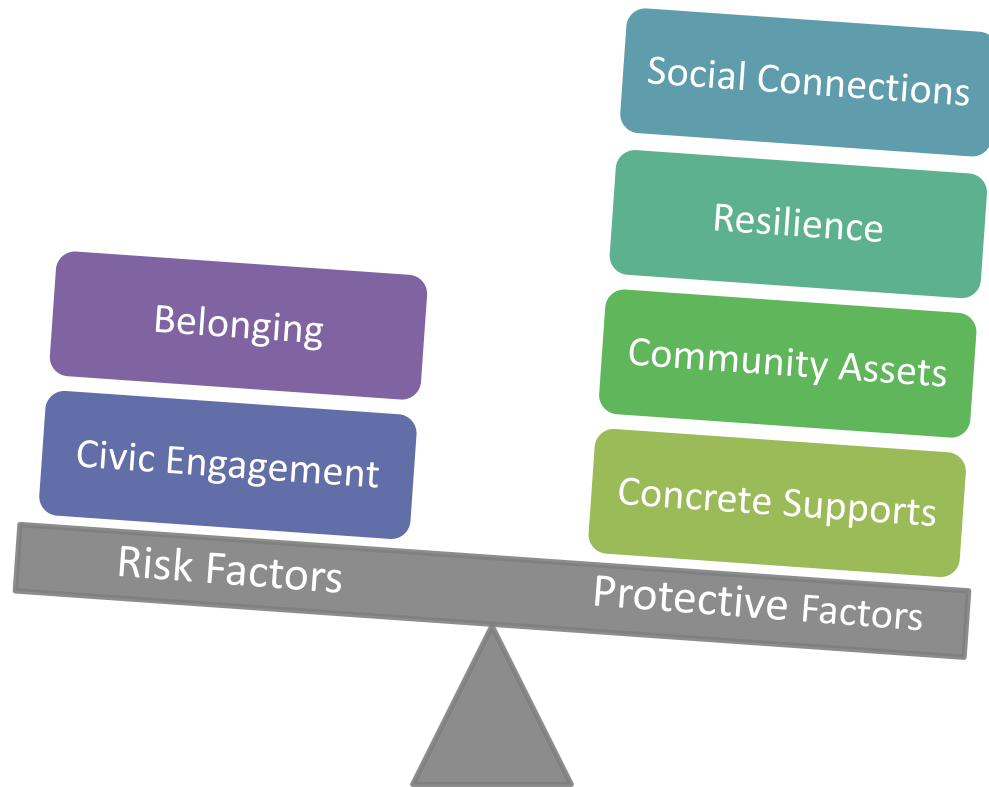 Social Connections
Resilience
Belonging
Community Assets
Civic Engagement
Concrete Supports
Risk Factors
Protective Factors